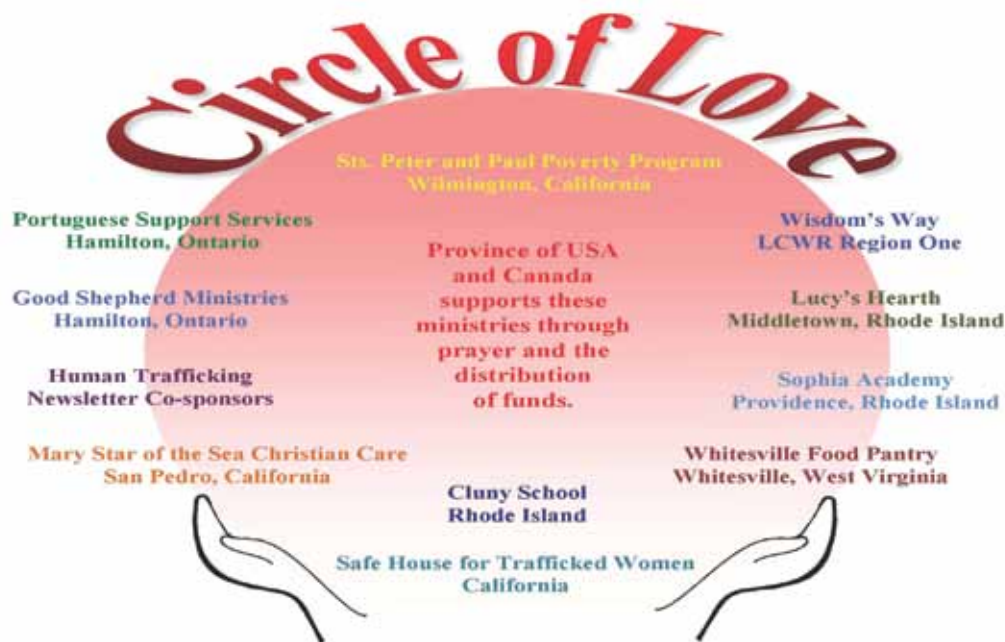 Circle of Love
Sts. Peter and Paul Poverty Program
Wilmington, California
Portuguese Support Services
Hamilton, Ontario
Good Shepherd Ministries
Hamilton, Ontario
Human Trafficking
Newsletter Co-sponsors
Mary Star of the Sea Christian Care
San Pedro, California
Province of USA
and Canada
supports these
ministries through
prayer and the
distribution
of funds.
Wisdom's Way
LCWR Region One
Lucy's Hearth
Middletown, Rhode Island
Sophia Academy
Providence, Rhode Island
Whitesville Food Pantry
Whitesville, West Virginia
Cluny School
Rhode Island
Safe House for Trafficked Women
California